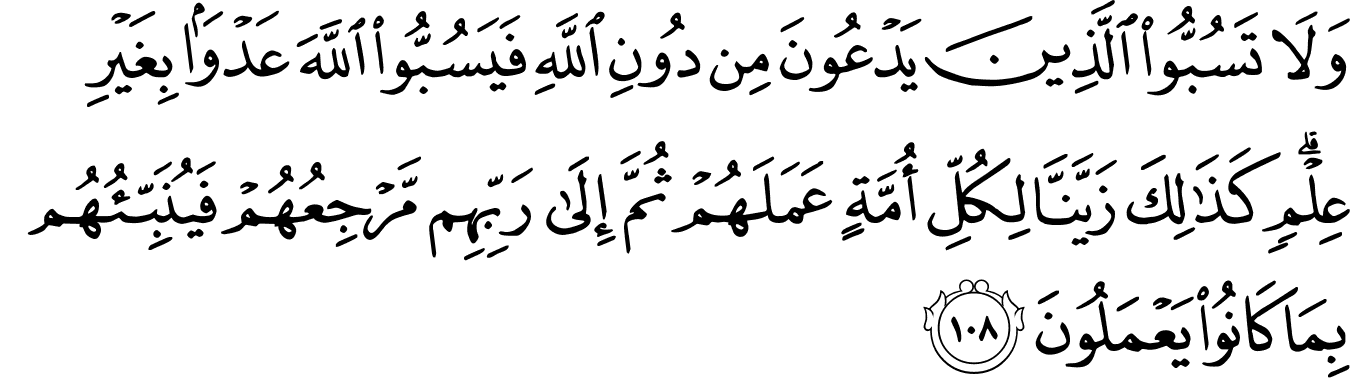 وَلَا تَسُبُّوا۟ ٱلَّذِينَ يَدْعُونَ مِن دُونِ ٱللَّهِ فَيَسُبُّوا۟ ٱللَّهَ عَدْوًۢا بِغَيْرِ
عِلْمٍۢ ۗ كَذَٰلِكَ زَيَّنَّا لِكُلِّ أُمَّةٍ عَمَلَهُمْ ثُمَّ إِلَىٰ رَبِّهِم مَّرْجِعُهُمْ فَيُنَبِّئُهُم
بِمَا كَانُوا۟ يَعْمَلُونَ ١٠٨